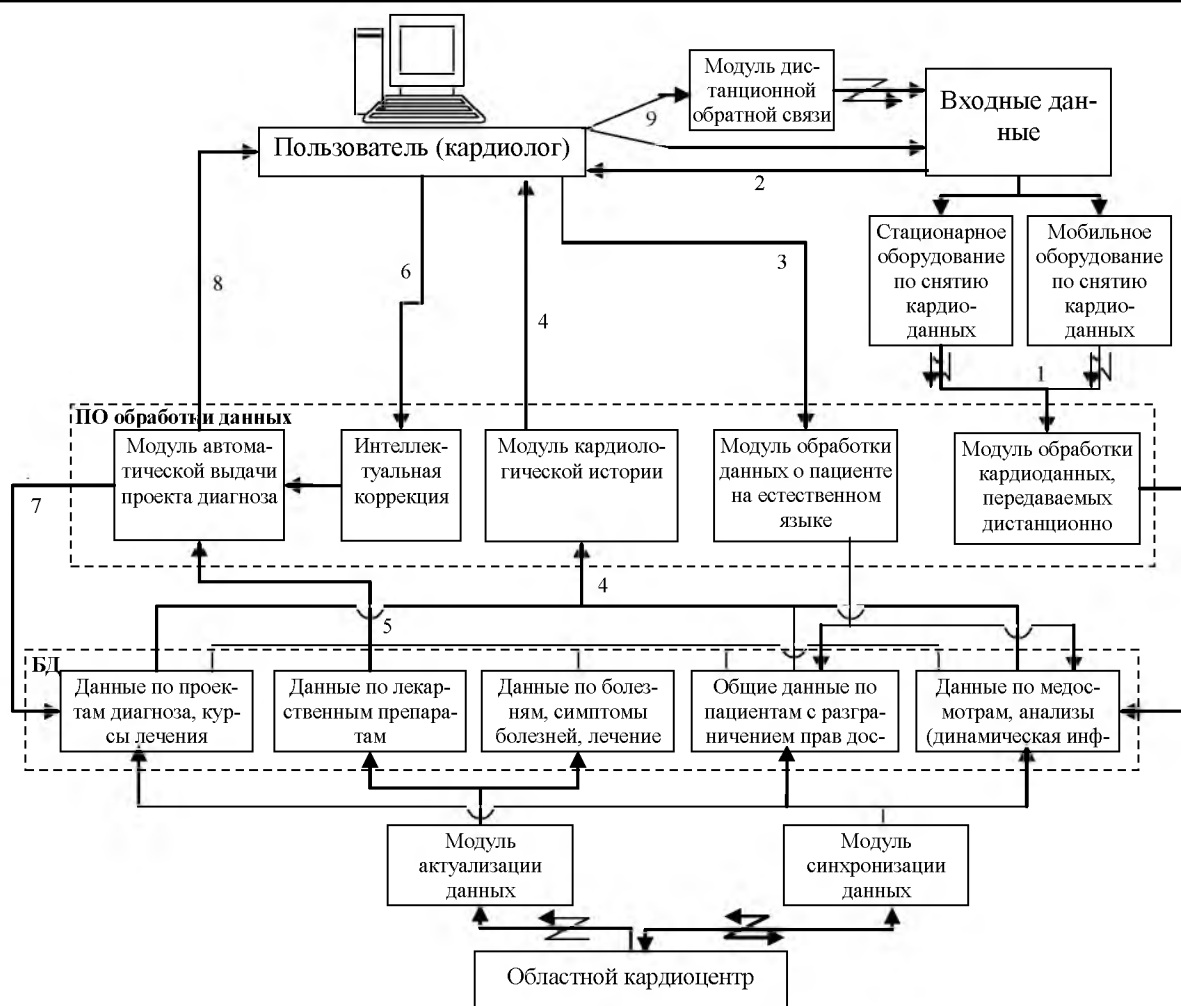 Модуль дис-
танционной
обратной связи
Входные дан-
ные
9
Пользователь (кардиолог)
2
Стационарное
оборудование
по снятию
кардио-
данных
Мобильное
оборудование
по снятию
кардио-
данных
8
6
4
3
1
ПО обработки данных
Модуль автома-
тической выдачи
проекта диагноза
Интеллек-
туальная
коррекция
Модуль кардиоло-
гической истории
Модуль обработки
данных о пациенте
на естественном
языке
Модуль обработки
кардиоданных,
передаваемых
дистанционно
7
4
5
БД
Данные по проек-
там диагноза, кур-
сы лечения
Данные по лекар-
ственным препара-
там
Данные по болез-
ням, симптомы
болезней, лечение
Общие данные по
пациентам с разгра-
ничением прав дос-
Данные по медос-
мотрам, анализы
(динамическая инф-
Модуль
актуализации
данных
Модуль
синхронизации
данных
Областной кардиоцентр